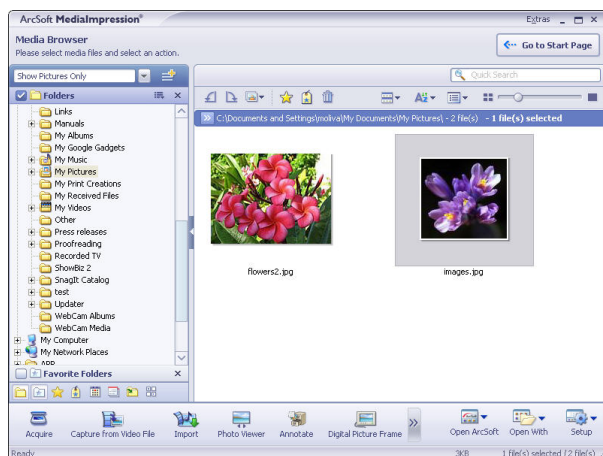 ArcSoft MediaImpression®
Extras
Media Browser
Please select media files and select an action.
Go to Start Page
Show Pictures Only
Quick Search
Folders
C:\Documents and Settings\moliva\My Documents\My Pictures\ - 2 file(s) - 1 file(s) selected
Links
Manuals
My Albums
My Google Gadgets
My Music
My Pictures
My Print Creations
My Received Files
My Videos
Other
Press releases
Proofreading
Recorded TV
ShowBiz 2
SnagIt Catalog
test
Updater
WebCam Albums
WebCam Media
My Computer
My Network Places
APP
flowers2.jpg
images.jpg
Favorite Folders
Acquire
Capture from Video File
Import
Photo Viewer
Annotate
Digital Picture Frame
Open ArcSoft
Open With
Setup
Ready
3KB
1 file(s) selected (2 file(s)